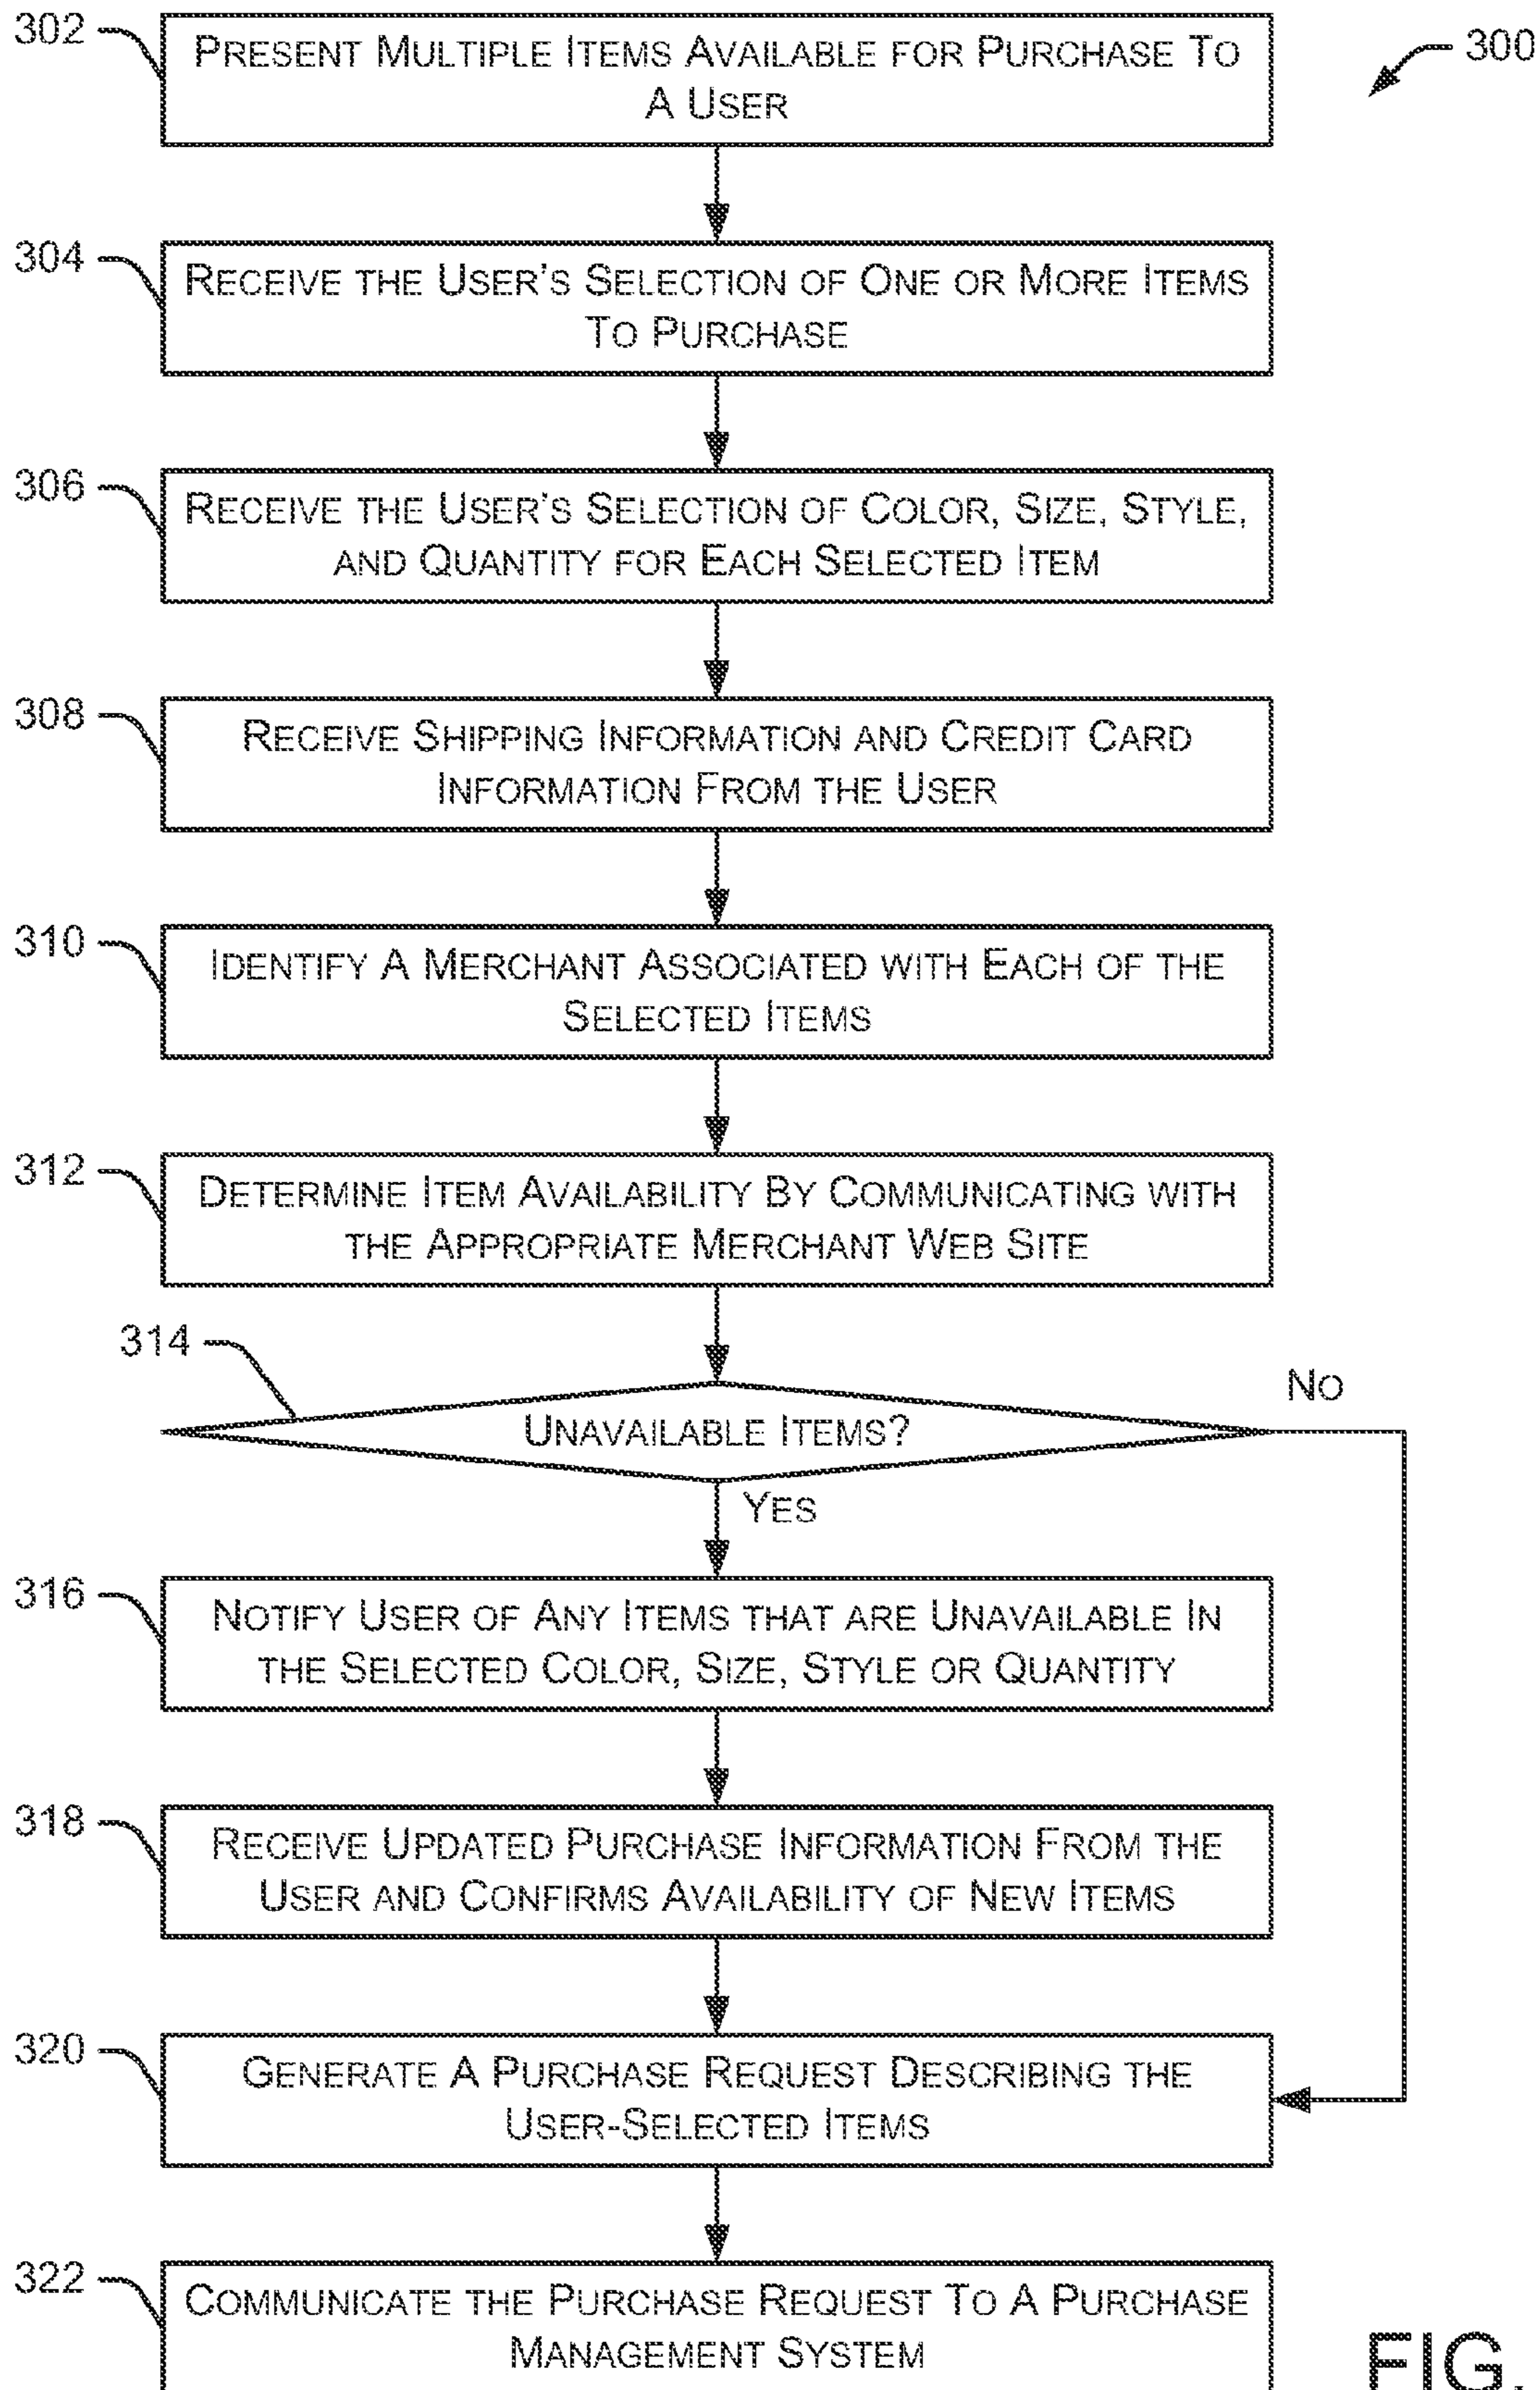 302
PRESENT MULTIPLE ITEMS AVAILABLE FOR PURCHASE TO
A USER
300
304
RECEIVE THE USER'S SELECTION OF ONE OR MORE ITEMS
TO PURCHASE
306
RECEIVE THE USER'S SELECTION OF COLOR, SIZE, STYLE,
AND QUANTITY FOR EACH SELECTED ITEM
308
RECEIVE SHIPPING INFORMATION AND CREDIT CARD
INFORMATION FROM THE USER
310
IDENTIFY A MERCHANT ASSOCIATED WITH EACH OF THE
SELECTED ITEMS
312
DETERMINE ITEM AVAILABILITY BY COMMUNICATING WITH
THE APPROPRIATE MERCHANT WEB SITE
314
NO
UNAVAILABLE ITEMS?
YES
316
NOTIFY USER OF ANY ITEMS THAT ARE UNAVAILABLE IN
THE SELECTED COLOR, SIZE, STYLE OR QUANTITY
318
RECEIVE UPDATED PURCHASE INFORMATION FROM THE
USER AND CONFIRMS AVAILABILITY OF NEW ITEMS
320
GENERATE A PURCHASE REQUEST DESCRIBING THE
USER-SELECTED ITEMS
322
COMMUNICATE THE PURCHASE REQUEST TO A PURCHASE
MANAGEMENT SYSTEM
FIG.